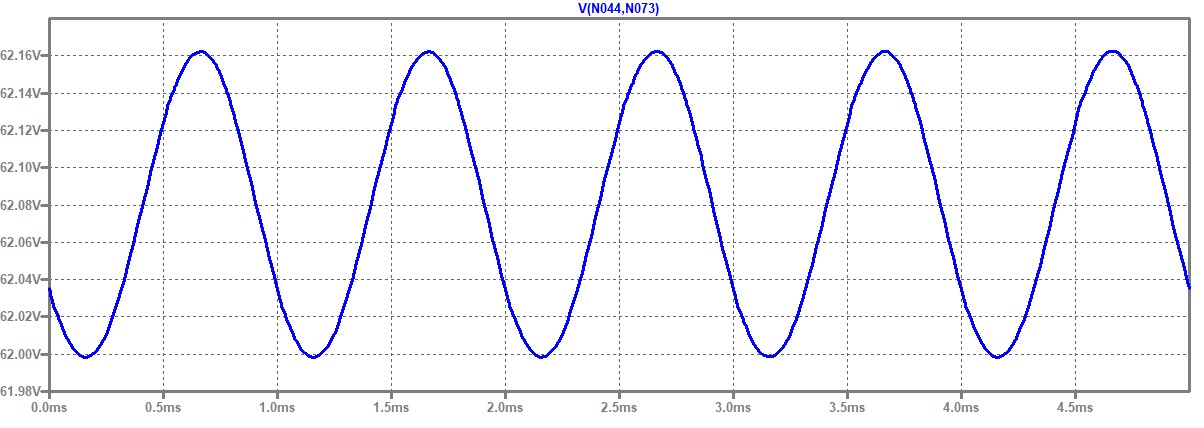 V(N044,N073)
62.16V
62.14V
62.12V
62.10V
62.08V
62.06V
62.04V
62.02V
62.00V
61.98V
0.0ms 0.5ms 1.0ms 1.5ms 2.0ms 2.5ms 3.0ms 3.5ms 4.0ms 4.5ms